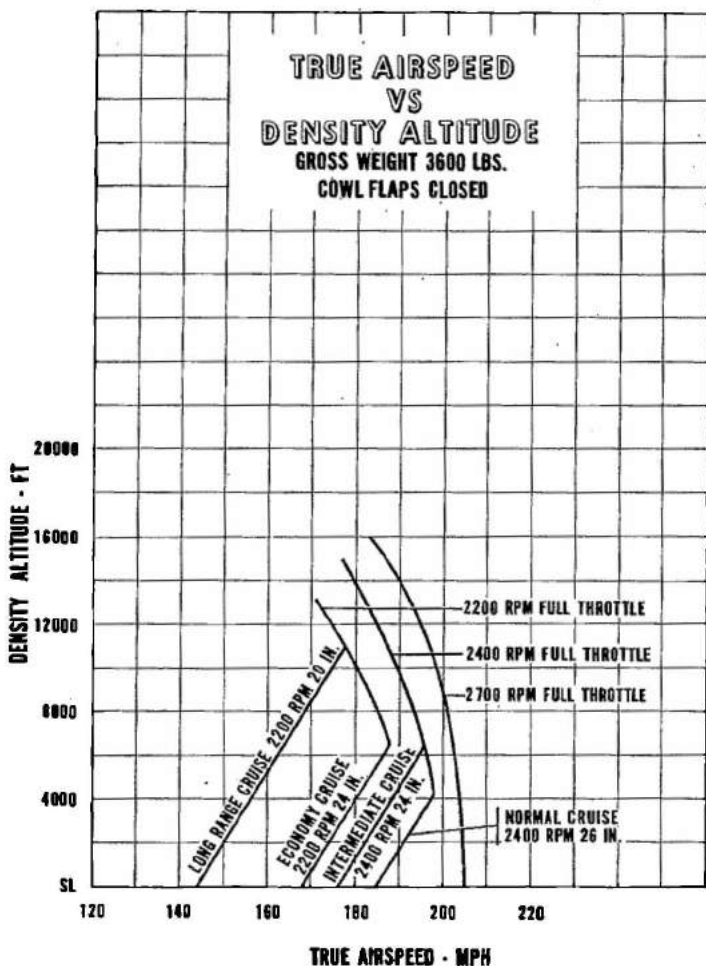 TRUE AIRSPEED
VS
DENSITY ALTITUDE
GROSS WEIGHT 3600 LBS.
COWL FLAPS CLOSED
DENSITY ALTITUDE - FT
20000
16000
12000
8000
4000
SL
2200 RPM FULL THROTTLE
2400 RPM FULL THROTTLE
2700 RPM FULL THROTTLE
LONG RANGE CRUISE 2200 RPM 20 IN.
ECONOMY CRUISE
2200 RPM 24 IN.
INTERMEDIATE CRUISE
2400 RPM 24 IN.
NORMAL CRUISE
2400 RPM 26 IN.
120 140 160 180 200 220
TRUE AIRSPEED - MPH